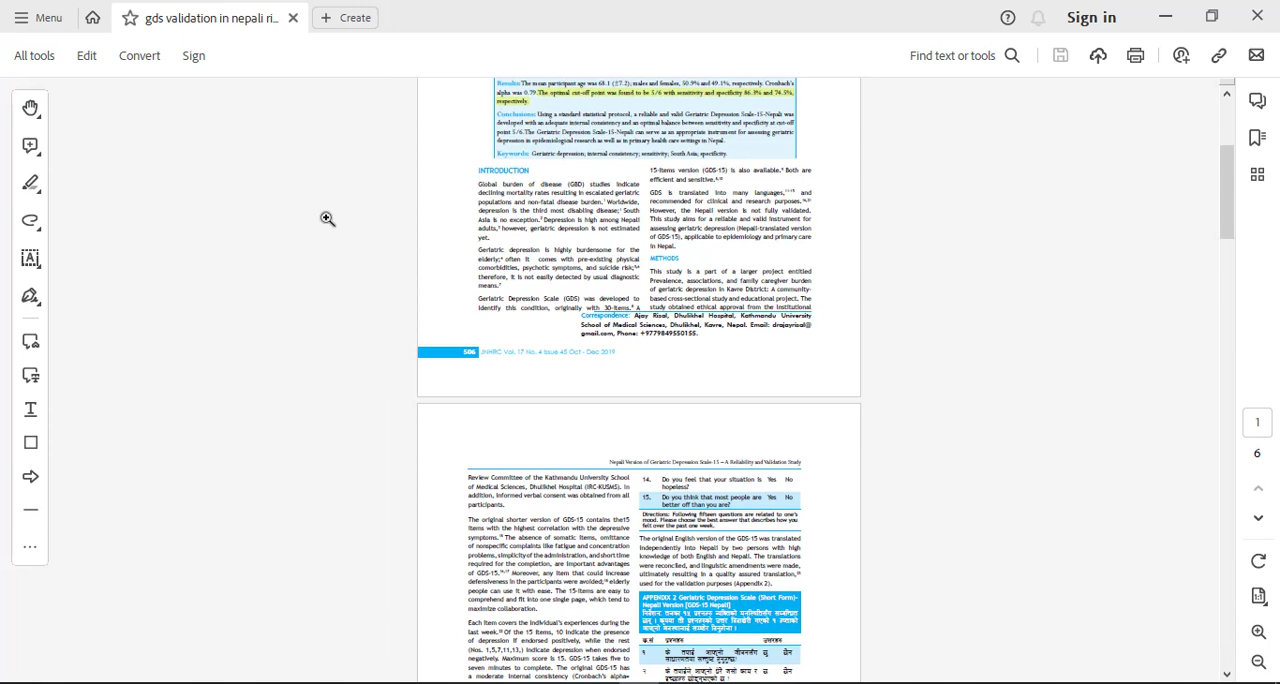 Menu
gds validation in nepali ri...
Create
Sign in
All tools
Edit
Convert
Sign
Find text or tools
Results: The mean participant age was 68.1 (±7.2); males and females, 50.9% and 49.1%, respectively. Cronbach's
alpha was 0.79. The optimal cut-off point was found to be 5/6 with sensitivity and specificity 86.3% and 74.5%,
respectively.
Conclusions: Using a standard statistical protocol, a reliable and valid Geriatric Depression Scale-15-Nepali was
developed with an adequate internal consistency and an optimal balance between sensitivity and specificity at cut-off
point 5/6. The Geriatric Depression Scale-15-Nepali can serve as an appropriate instrument for assessing geriatric
depression in epidemiological research as well as in primary health care settings in Nepal.
Keywords: Geriatric depression; internal consistency; sensitivity; South Asia; specificity.
INTRODUCTION
Global burden of disease (GBD) studies indicate
declining mortality rates resulting in escalated geriatric
populations and non-fatal disease burden. Worldwide,
depression is the third most disabling disease; South
Asia is no exception. Depression is high among Nepali
adults, however, geriatric depression is not estimated
yet.
Geriatric depression is highly burdensome for the
elderly; often it comes with pre-existing physical
comorbidities, psychotic symptoms, and suicide risk;
therefore, it is not easily detected by usual diagnostic
means.
Geriatric Depression Scale (GDS) was developed to
identify this condition, originally with 30-items. A
15-items version (GDS-15) is also available. Both are
efficient and sensitive.
GDS is translated into many languages, and
recommended for clinical and research purposes.
However, the Nepali version is not fully validated.
This study aims for a reliable and valid instrument for
assessing geriatric depression (Nepali-translated version
of GDS-15), applicable to epidemiology and primary care
in Nepal.
METHODS
This study is a part of a larger project entitled
Prevalence, associations, and family caregiver burden
of geriatric depression in Kavre District: A community-
based cross-sectional study and educational project. The
study obtained ethical approval from the Institutional
Correspondence: Ajay Risal, Dhulikhel Hospital, Kathmandu University
School of Medical Sciences, Dhulikhel, Kavre, Nepal. Email: drajayrisal@
gmail.com, Phone: +9779849550155.
506 JNHRC Vol. 17 No. 4 Issue 45 Oct - Dec 2019
Nepali Version of Geriatric Depression Scale-15 – A Reliability and Validation Study
Review Committee of the Kathmandu University School
of Medical Sciences, Dhulikhel Hospital (IRC-KUSMS). In
addition, informed verbal consent was obtained from all
participants.
The original shorter version of GDS-15 contains the15
items with the highest correlation with the depressive
symptoms. The absence of somatic items, omittance
of nonspecific complaints like fatigue and concentration
problems, simplicity of the administration, and short time
required for the completion, are important advantages
of GDS-15. Moreover, any item that could increase
defensiveness in the participants were avoided; elderly
people can use it with ease. The 15-items are easy to
comprehend and fit into one single page, which tend to
maximize collaboration.
Each item covers the individual's experiences during the
last week. Of the 15 items, 10 indicate the presence
of depression if endorsed positively, while the rest
(Nos. 1,5,7,11,13,) indicate depression when endorsed
negatively. Maximum score is 15. GDS-15 takes five to
seven minutes to complete. The original GDS-15 has
a moderate internal consistency (Cronbach's alpha=
14. Do you feel that your situation is hopeless? Yes No
15. Do you think that most people are better off than you are? Yes No
Directions: Following fifteen questions are related to one's
mood. Please choose the best answer that describes how you
felt over the past one week.
The original English version of the GDS-15 was translated
independently into Nepali by two persons with high
knowledge of both English and Nepali. The translations
were reconciled, and linguistic amendments were made,
ultimately resulting in a quality assured translation,
used for the validation purposes (Appendix 2).
APPENDIX 2 Geriatric Depression Scale (Short Form)-
Nepali Version [GDS-15 Nepali]
1
6